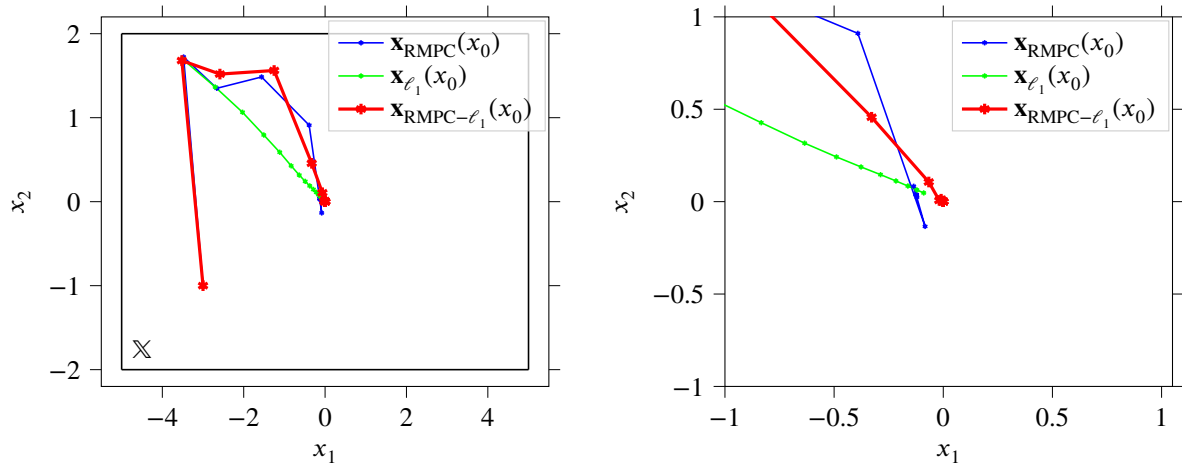 2
1
0
−1
−2
x₂
−4
−2
0
2
4
x₁
𝕏
𝐱RMPC(x₀)
𝐱ℓ₁(x₀)
𝐱RMPC−ℓ₁(x₀)
1
0.5
0
−0.5
−1
x₂
−1
−0.5
0
0.5
1
x₁
𝐱RMPC(x₀)
𝐱ℓ₁(x₀)
𝐱RMPC−ℓ₁(x₀)